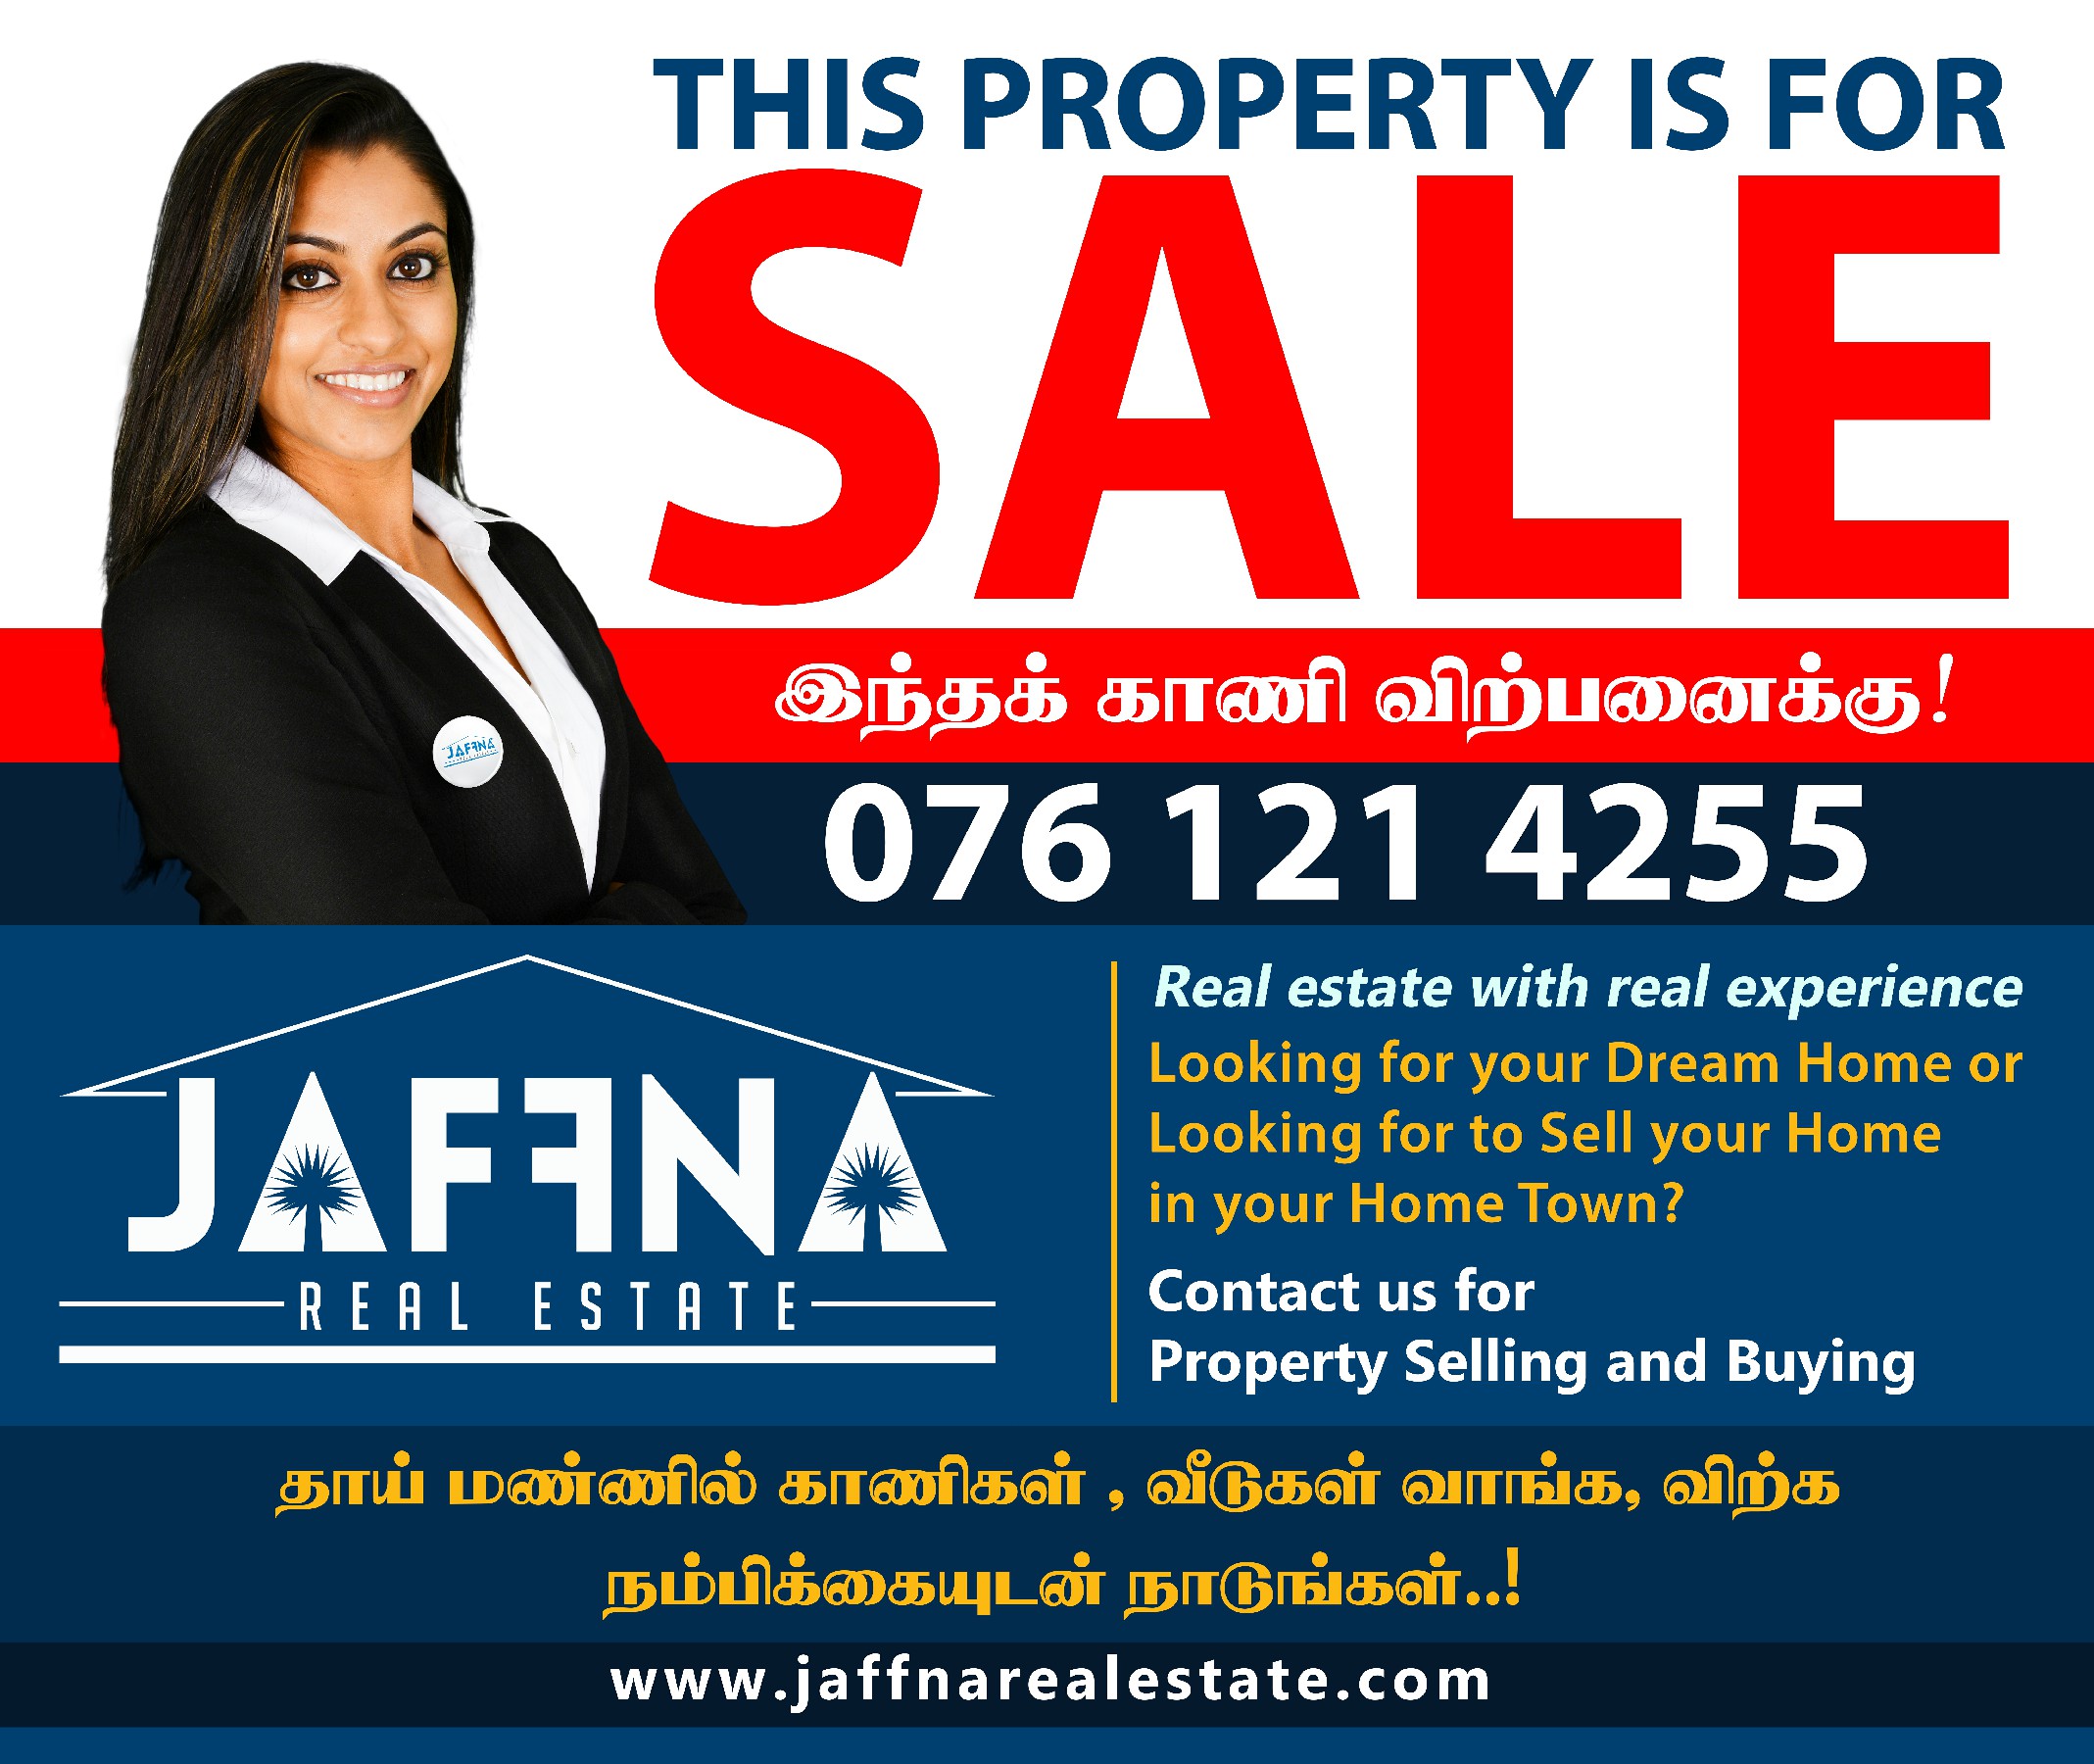 THIS PROPERTY IS FOR
SALE
இந்தக் காணி விற்பனைக்கு!
JAFFNA
076 121 4255
JAFFNA
REAL ESTATE
Real estate with real experience
Looking for your Dream Home or
Looking for to Sell your Home
in your Home Town?
Contact us for
Property Selling and Buying
தாய் மண்ணில் காணிகள் , வீடுகள் வாங்க, விற்க
நம்பிக்கையுடன் நாடுங்கள்..!
www.jaffnarealestate.com